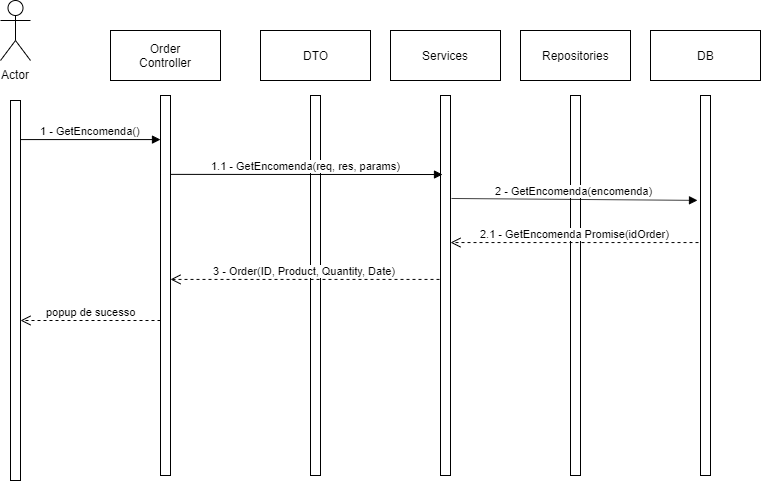 Actor
Order
Controller
DTO
Services
Repositories
DB
1 - GetEncomenda()
1.1 - GetEncomenda(req, res, params)
2 - GetEncomenda(encomenda)
2.1 - GetEncomenda Promise(idOrder)
3 - Order(ID, Product, Quantity, Date)
popup de sucesso